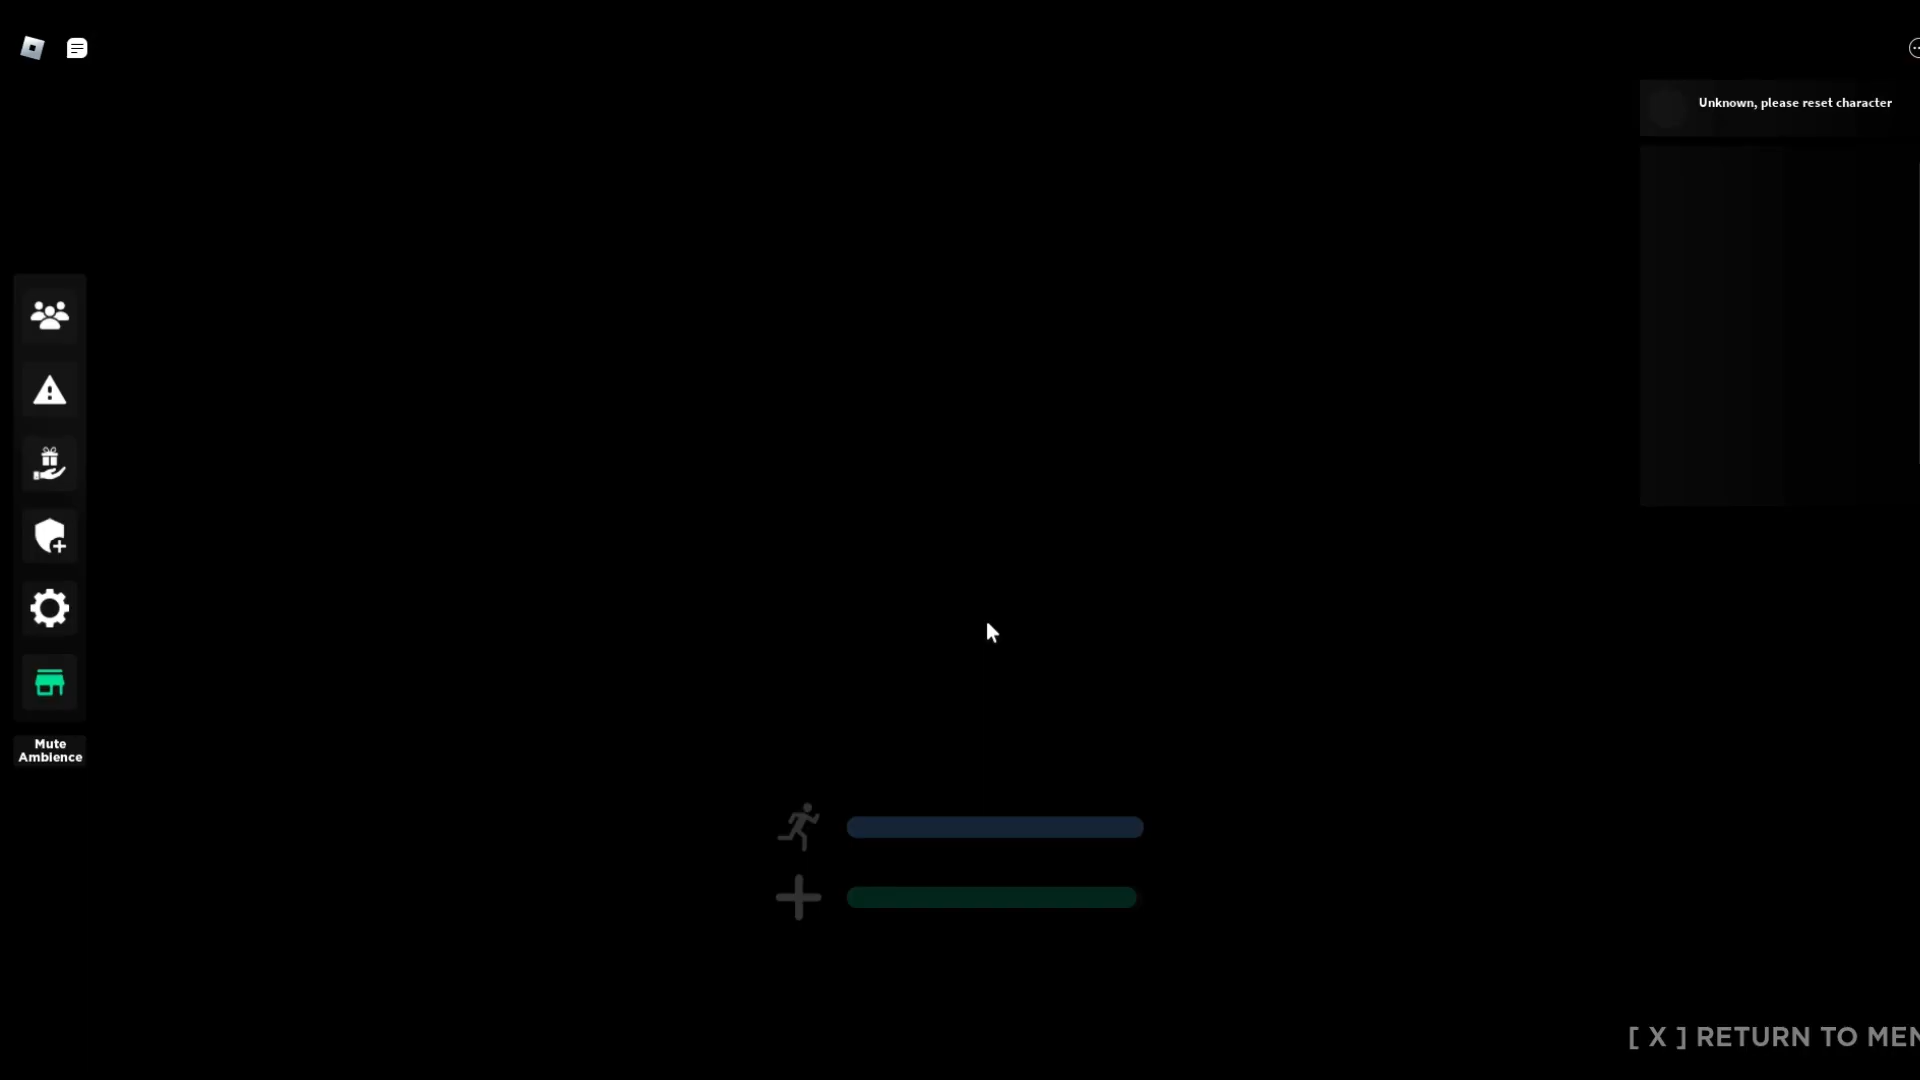 Unknown, please reset character
Mute
Ambience
[ X ] RETURN TO MEN